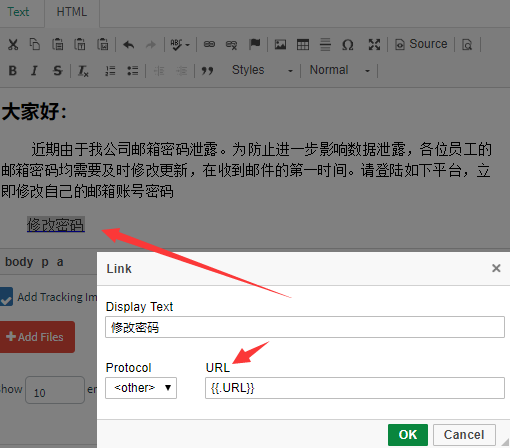 Text HTML
Source
B I S Tx Styles Normal
大家好：
近期由于我公司邮箱密码泄露。为防止进一步影响数据泄露，各位员工的
邮箱密码均需要及时修改更新，在收到邮件的第一时间。请登陆如下平台，立
即修改自己的邮箱账号密码
修改密码
body p a
Link
Add Tracking Im
Display Text
修改密码
Add Files
Protocol URL
how 10 en
<other> {{.URL}}
OK Cancel